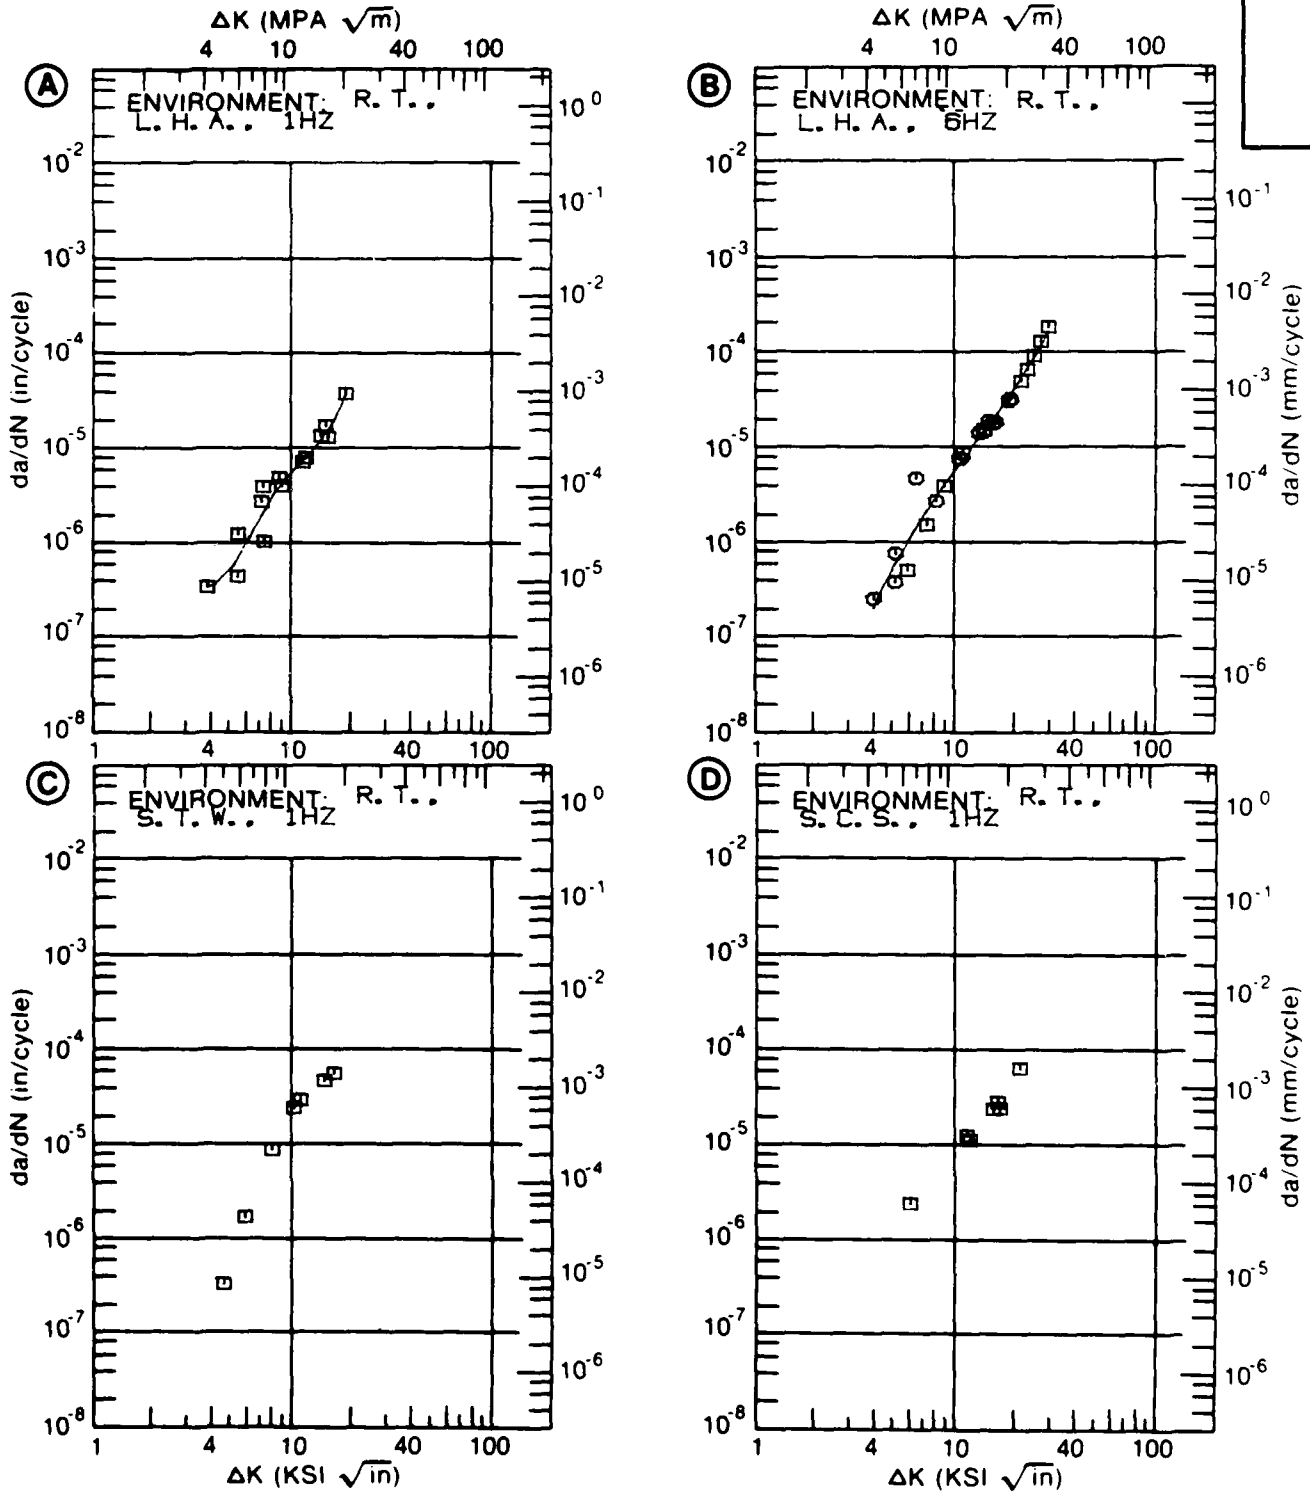 ΔK (MPA √m)
4 10 40 100
ΔK (MPA √m)
4 10 40 100
A
ENVIRONMENT: R. T.,
L. H. A., 1HZ
10^0
10^-2
10^-1
10^-3
10^-2
10^-4
10^-3
10^-5
10^-4
10^-6
10^-5
10^-7
10^-6
10^-8
da/dN (in/cycle)
1 4 10 40 100
B
ENVIRONMENT: R. T.,
L. H. A., 6HZ
10^-2
10^-1
10^-3
10^-2
10^-4
10^-3
10^-5
10^-4
10^-6
10^-5
10^-7
10^-6
10^-8
da/dN (mm/cycle)
1 4 10 40 100
C
ENVIRONMENT: R. T.,
S. T. W., 1HZ
10^0
10^-2
10^-1
10^-3
10^-2
10^-4
10^-3
10^-5
10^-4
10^-6
10^-5
10^-7
10^-6
10^-8
da/dN (in/cycle)
1 4 10 40 100
ΔK (KSI √in)
D
ENVIRONMENT: R. T.,
S. C. S., 1HZ
10^0
10^-2
10^-1
10^-3
10^-2
10^-4
10^-3
10^-5
10^-4
10^-6
10^-5
10^-7
10^-6
10^-8
da/dN (mm/cycle)
1 4 10 40 100
ΔK (KSI √in)